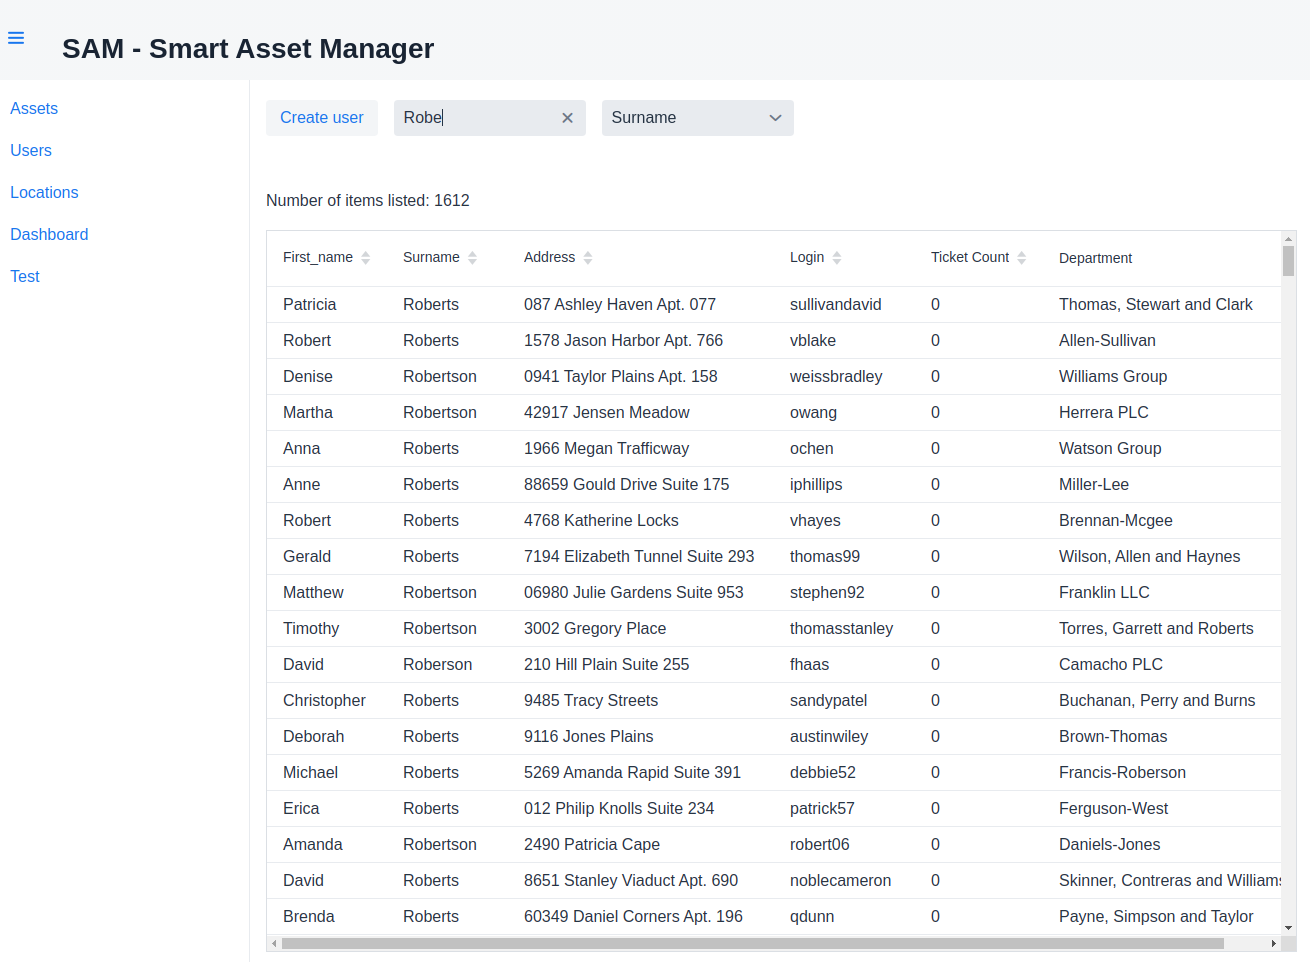 SAM - Smart Asset Manager
Assets
Users
Locations
Dashboard
Test
Create user Robe Surname
Number of items listed: 1612
First_name Surname Address Login Ticket Count Department
Patricia Roberts 087 Ashley Haven Apt. 077 sullivandavid 0 Thomas, Stewart and Clark
Robert Roberts 1578 Jason Harbor Apt. 766 vblake 0 Allen-Sullivan
Denise Robertson 0941 Taylor Plains Apt. 158 weissbradley 0 Williams Group
Martha Robertson 42917 Jensen Meadow owang 0 Herrera PLC
Anna Roberts 1966 Megan Trafficway ochen 0 Watson Group
Anne Roberts 88659 Gould Drive Suite 175 iphillips 0 Miller-Lee
Robert Roberts 4768 Katherine Locks vhayes 0 Brennan-Mcgee
Gerald Roberts 7194 Elizabeth Tunnel Suite 293 thomas99 0 Wilson, Allen and Haynes
Matthew Robertson 06980 Julie Gardens Suite 953 stephen92 0 Franklin LLC
Timothy Robertson 3002 Gregory Place thomasstanley 0 Torres, Garrett and Roberts
David Roberson 210 Hill Plain Suite 255 fhaas 0 Camacho PLC
Christopher Roberts 9485 Tracy Streets sandypatel 0 Buchanan, Perry and Burns
Deborah Roberts 9116 Jones Plains austinwiley 0 Brown-Thomas
Michael Roberts 5269 Amanda Rapid Suite 391 debbie52 0 Francis-Roberson
Erica Roberts 012 Philip Knolls Suite 234 patrick57 0 Ferguson-West
Amanda Robertson 2490 Patricia Cape robert06 0 Daniels-Jones
David Roberts 8651 Stanley Viaduct Apt. 690 noblecameron 0 Skinner, Contreras and Williams
Brenda Roberts 60349 Daniel Corners Apt. 196 qdunn 0 Payne, Simpson and Taylor